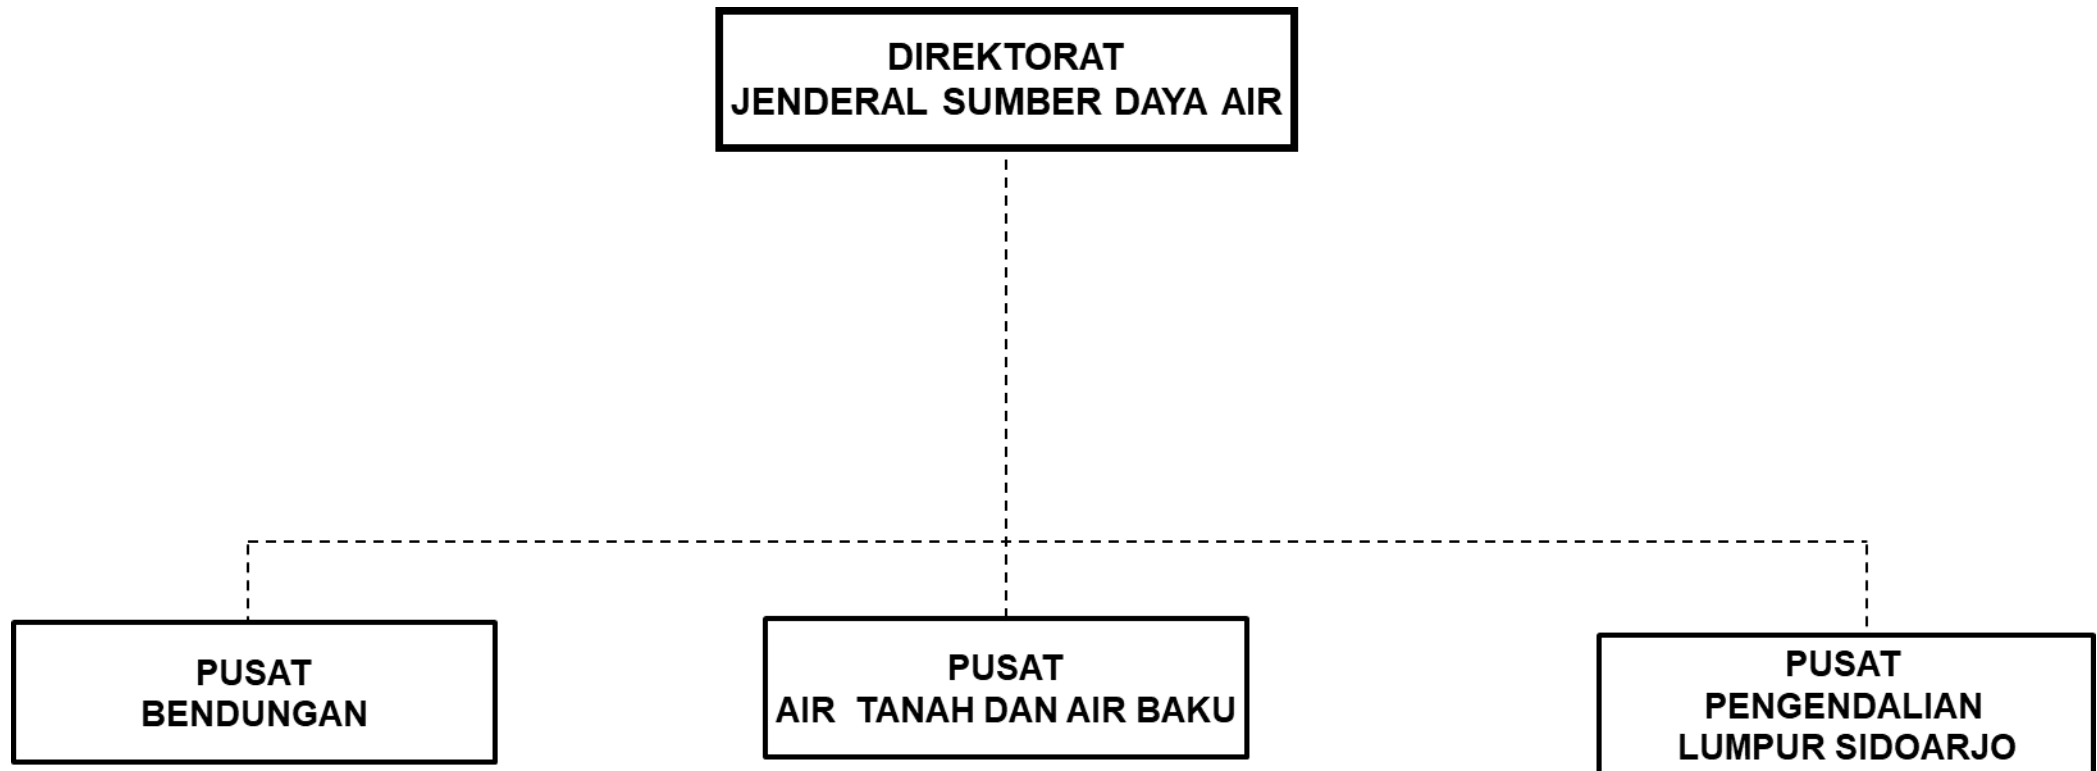 DIREKTORAT
JENDERAL SUMBER DAYA AIR
PUSAT
BENDUNGAN
PUSAT
AIR TANAH DAN AIR BAKU
PUSAT
PENGENDALIAN
LUMPUR SIDOARJO